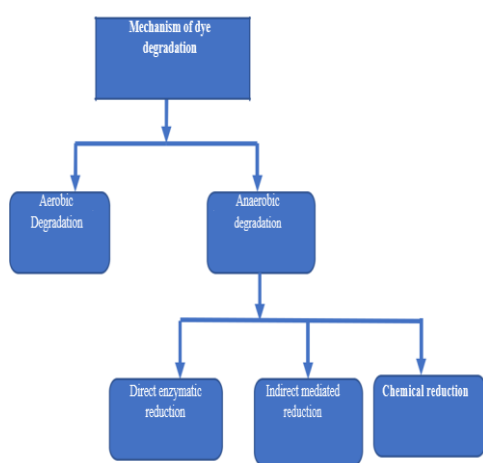 Mechanism of dye
degradation
Aerobic
Degradation
Anaerobic
degradation
Direct enzymatic
reduction
Indirect mediated
reduction
Chemical reduction